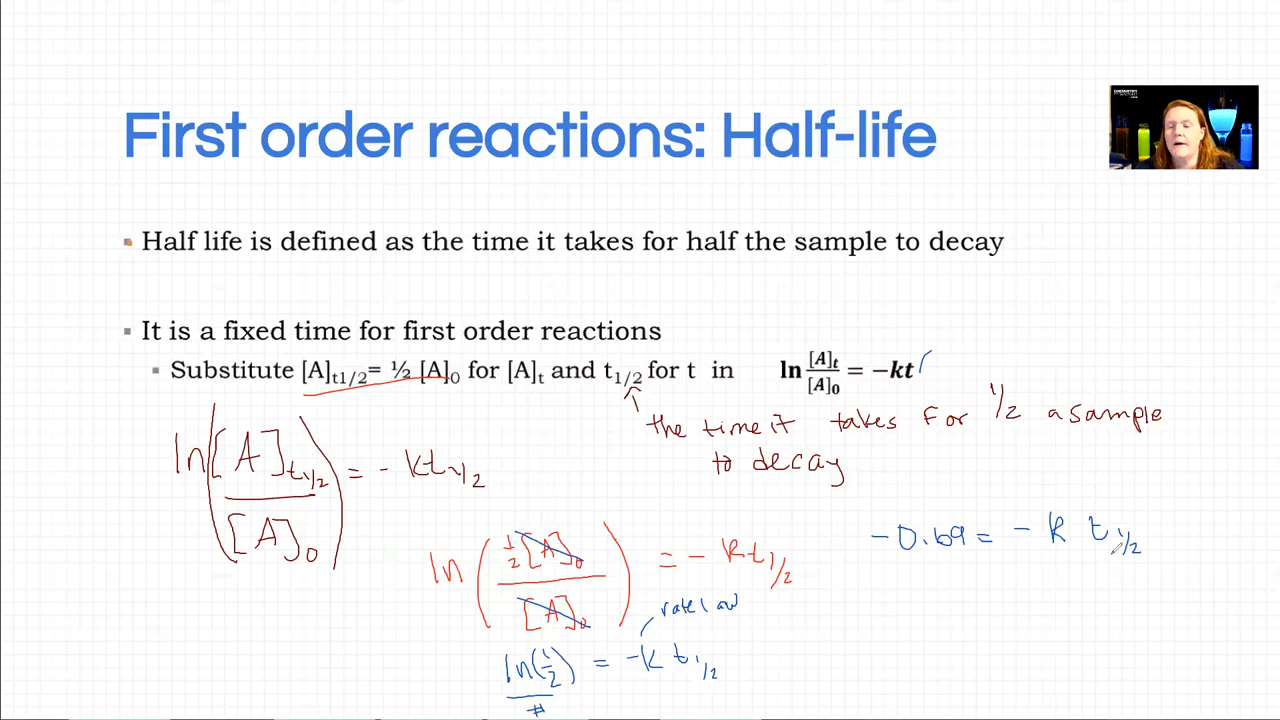 First order reactions: Half-life
▪ Half life is defined as the time it takes for half the sample to decay
▪ It is a fixed time for first order reactions
▪ Substitute [A]t1/2= ½ [A]0 for [A]t and t1/2 for t in ln [A]t/[A]0 = −kt
the time it takes for 1/2 a sample
to decay
ln([A]t1/2 / [A]0) = - kt1/2
-0.69 = - k t1/2
ln(1/2[A]0 / [A]0) = - kt1/2
rate law
ln(1/2) = -k t1/2
#